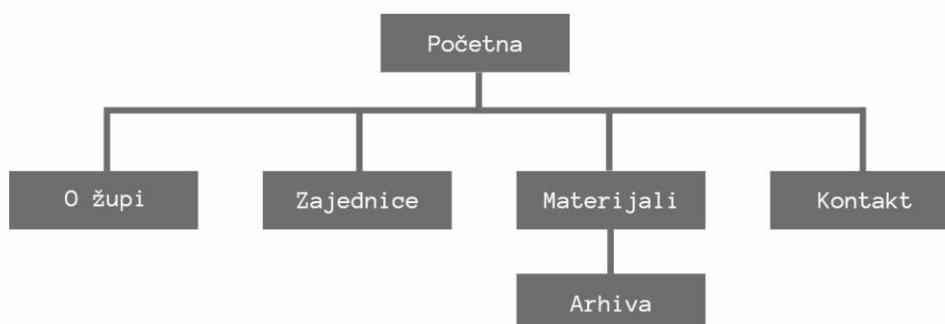 Početna
O župi
Zajednice
Materijali
Kontakt
Arhiva